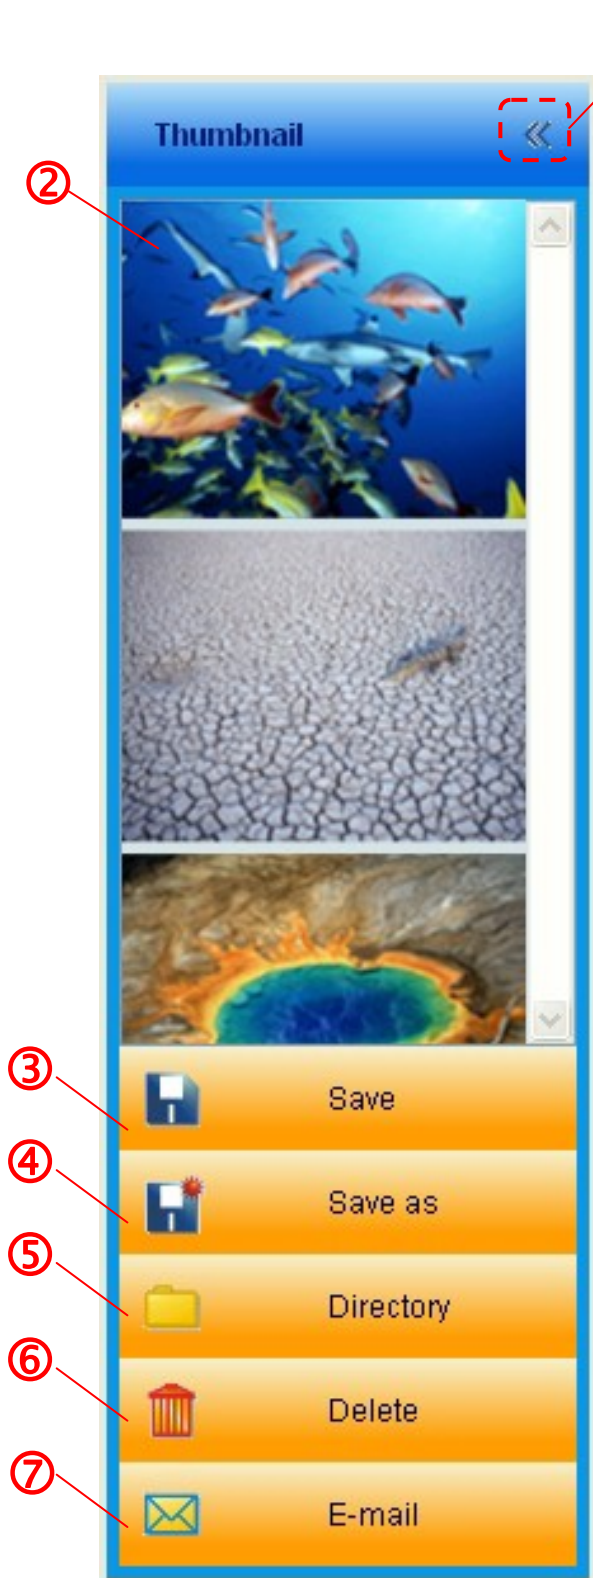 Thumbnail
②
③
Save
④
Save as
⑤
Directory
⑥
Delete
⑦
E-mail